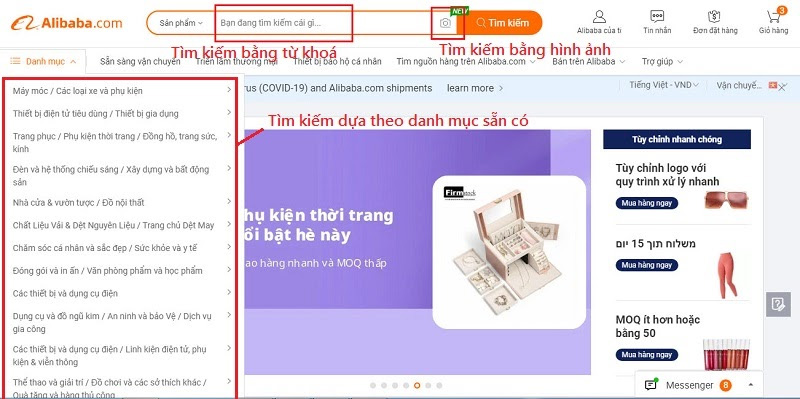 Alibaba.com
Sản phẩm
Bạn đang tìm kiếm cái gì...
NEW
Tìm kiếm
Alibaba của ti
Tin nhắn
Đơn đặt hàng
3
Giỏ hàng
Tìm kiếm bằng từ khoá
Tìm kiếm bằng hình ảnh
Danh mục
Sẵn sàng vận chuyển
Triển lãm thương mại
Thiết bị bảo hộ cá nhân
Tìm nguồn hàng trên Alibaba.com
Bán trên Alibaba
Trợ giúp
rus (COVID-19) and Alibaba.com shipments learn more
Tiếng Việt - VND
Vận chuyể...
Máy móc / Các loại xe và phụ kiện
Thiết bị điện tử tiêu dùng / Thiết bị gia dụng
Trang phục / Phụ kiện thời trang / Đồng hồ, trang sức,
kính
Đèn và hệ thống chiếu sáng / Xây dựng và bất động
sản
Nhà cửa & vườn tược / Đồ nội thất
Chất Liệu Vải & Dệt Nguyên Liệu / Trang chủ Dệt May
Chăm sóc cá nhân và sắc đẹp / Sức khỏe và y tế
Đóng gói và in ấn / Văn phòng phẩm và học phẩm
Các thiết bị và dụng cụ điện
Dụng cụ và đồ ngũ kim / An ninh và bảo Vệ / Dịch vụ
gia công
Các thiết bị và dụng cụ điện / Linh kiện điện tử, phụ
kiện & viễn thông
Thể thao và giải trí / Đồ chơi và các sở thích khác /
Quà tặng và hàng thủ công
Tìm kiếm dựa theo danh mục sẵn có
hụ kiện thời trang
ổi bật hè này
ao hàng nhanh và MOQ thấp
Firmstock
Tùy chỉnh nhanh chóng
Tùy chỉnh logo với
quy trình xử lý nhanh
Mua hàng ngay
משלוח תוך 15 יום
Mua hàng ngay
MOQ ít hơn hoặc
bằng 50
Mua hàng ngay
Messenger 8